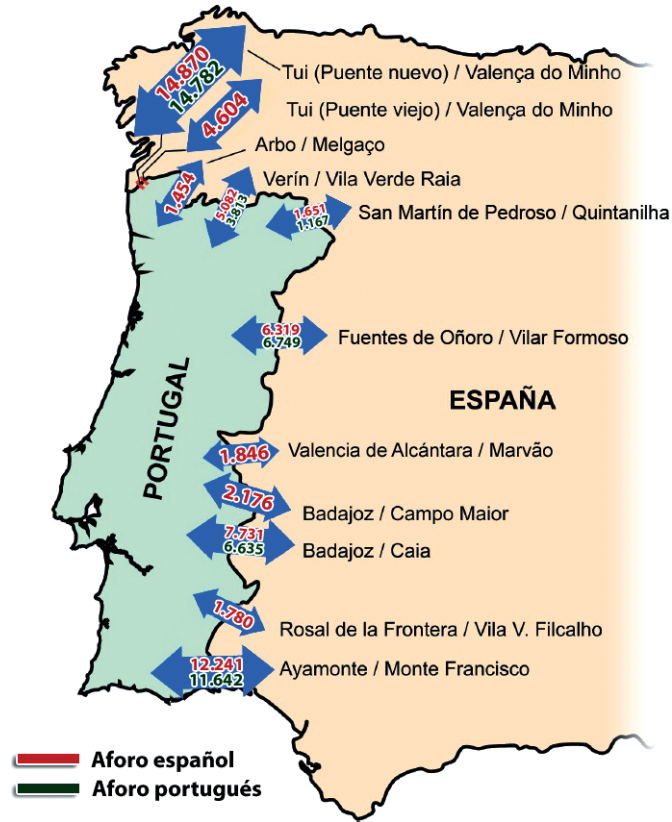 14.870
14.782
Tui (Puente nuevo) / Valença do Minho
4.604
Tui (Puente viejo) / Valença do Minho
Arbo / Melgaço
1.454
Verín / Vila Verde Raia
5.082
3.813
1.651
1.167
San Martín de Pedroso / Quintanilha
6.319
6.749
Fuentes de Oñoro / Vilar Formoso
PORTUGAL
ESPAÑA
1.846
Valencia de Alcántara / Marvão
2.176
Badajoz / Campo Maior
7.731
6.635
Badajoz / Caia
1.780
Rosal de la Frontera / Vila V. Filcalho
12.241
11.642
Ayamonte / Monte Francisco
Aforo español
Aforo portugués